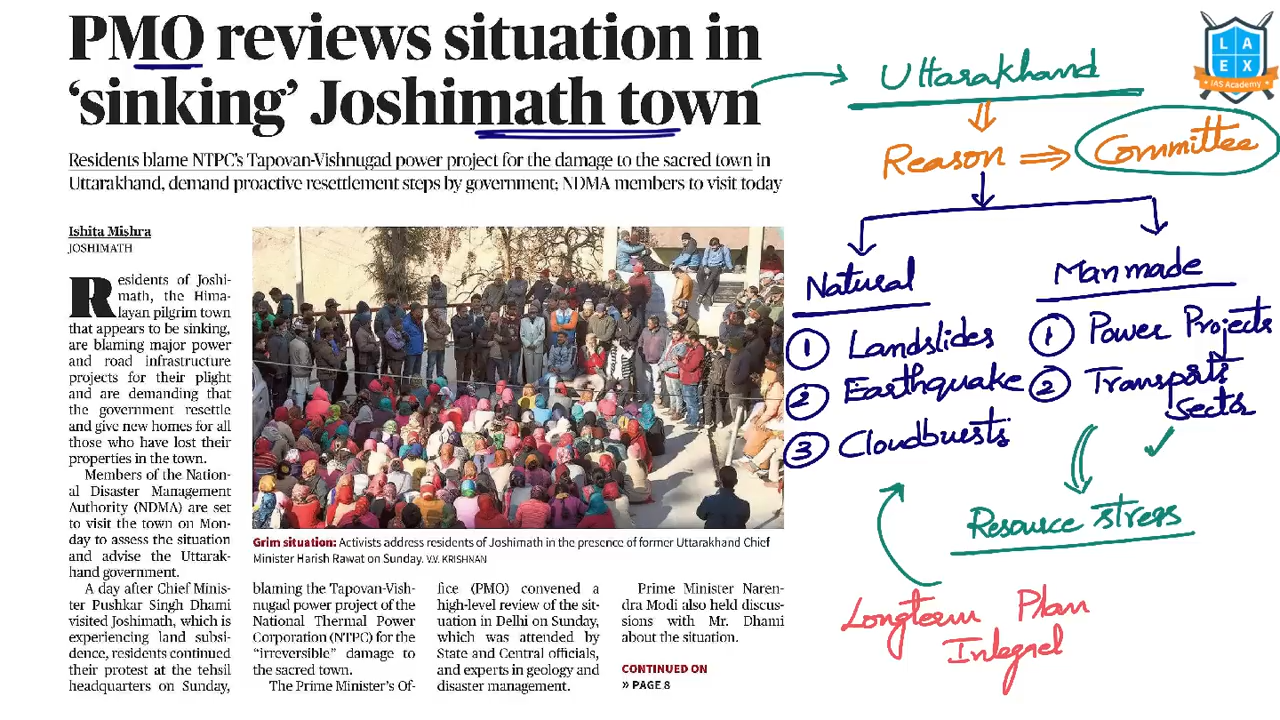 PMO reviews situation in
‘sinking’ Joshimath town
Residents blame NTPC’s Tapovan-Vishnugad power project for the damage to the sacred town in
Uttarakhand, demand proactive resettlement steps by government; NDMA members to visit today
Ishita Mishra
JOSHIMATH
Residents of Joshi-
math, the Hima-
layan pilgrim town
that appears to be sinking,
are blaming major power
and road infrastructure
projects for their plight
and are demanding that
the government resettle
and give new homes for all
those who have lost their
properties in the town.
Members of the Nation-
al Disaster Management
Authority (NDMA) are set
to visit the town on Mon-
day to assess the situation
and advise the Uttarak-
hand government.
A day after Chief Minis-
ter Pushkar Singh Dhami
visited Joshimath, which is
experiencing land subsi-
dence, residents continued
their protest at the tehsil
headquarters on Sunday,
Grim situation: Activists address residents of Joshimath in the presence of former Uttarakhand Chief
Minister Harish Rawat on Sunday. V.V. KRISHNAN
blaming the Tapovan-Vish-
nugad power project of the
National Thermal Power
Corporation (NTPC) for the
“irreversible” damage to
the sacred town.
The Prime Minister’s Of-
fice (PMO) convened a
high-level review of the sit-
uation in Delhi on Sunday,
which was attended by
State and Central officials,
and experts in geology and
disaster management.
Prime Minister Naren-
dra Modi also held discus-
sions with Mr. Dhami
about the situation.
CONTINUED ON
» PAGE 8
Uttarakhand
Reason ⇒ Committee
Natural
① Landslides
② Earthquake
③ Cloudbursts
Manmade
① Power Projects
② Transports
Sector
Resource stress
Longterm Plan
Integrel
LA
EX
• IAS Academy •